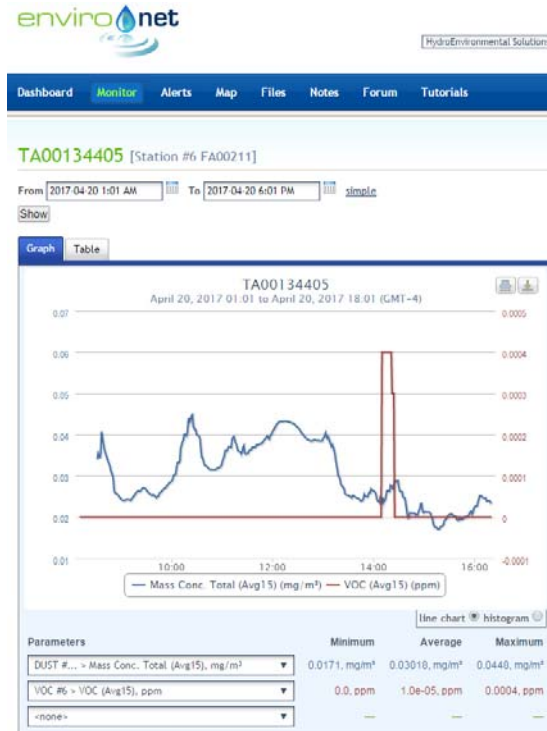 enviro net
HydroEnvironmental Solution
Dashboard Monitor Alerts Map Files Notes Forum Tutorials
TA00134405 [Station #6 FA00211]
From 2017-04-20 1:01 AM To 2017-04-20 6:01 PM simple
Show
Graph Table
TA00134405
April 20, 2017 01:01 to April 20, 2017 18:01 (GMT-4)
0.07 0.0005
0.06 0.0004
0.05 0.0003
0.04 0.0002
0.03 0.0001
0.02 0
0.01 -0.0001
10:00 12:00 14:00 16:00
Mass Conc. Total (Avg15) (mg/m³) VOC (Avg15) (ppm)
line chart histogram
Parameters Minimum Average Maximum
DUST #... > Mass Conc. Total (Avg15), mg/m³ 0.0171, mg/m³ 0.03018, mg/m³ 0.0448, mg/m³
VOC #6 > VOC (Avg15), ppm 0.0, ppm 1.0e-05, ppm 0.0004, ppm
<none> — — —